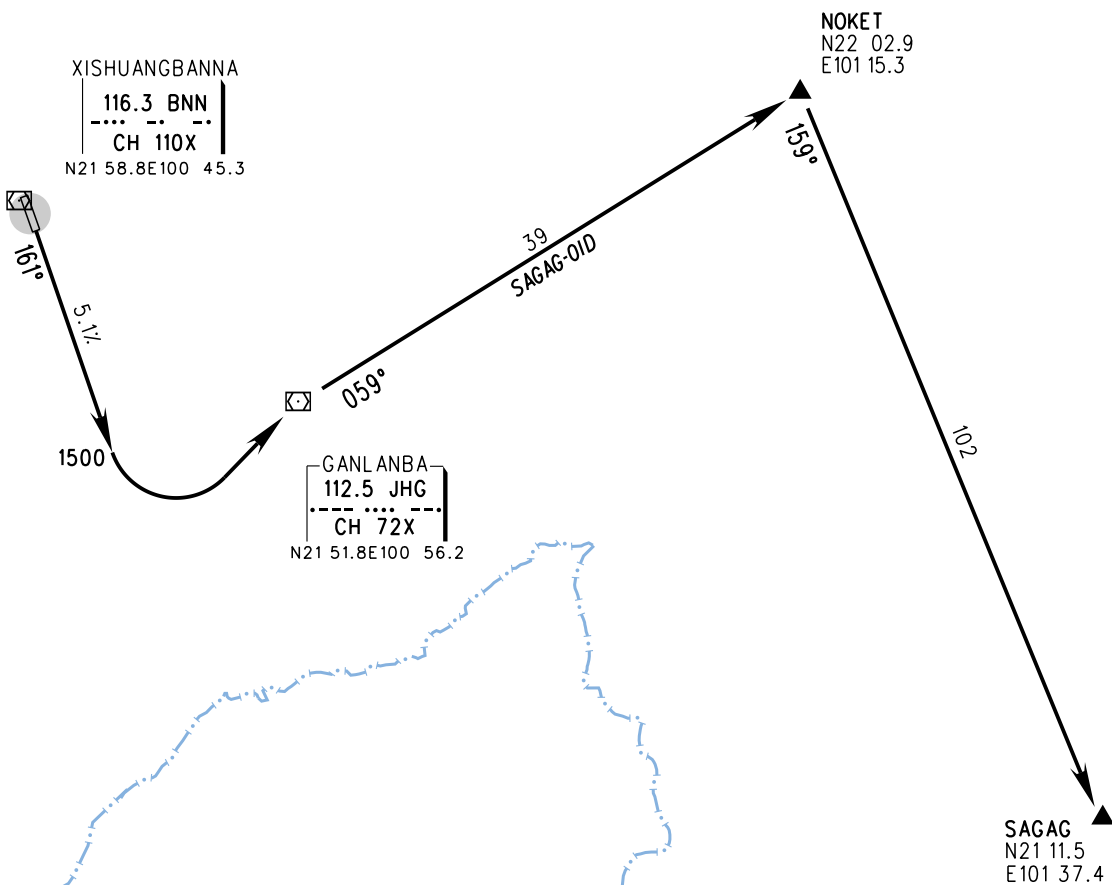 NOKET
N22 02.9
E101 15.3
XISHUANGBANNA
116.3 BNN
CH 110X
N21 58.8E100 45.3
159°
161°
39
SAGAG-01D
5.1%
059°
1500
102
GANLANBA
112.5 JHG
CH 72X
N21 51.8E100 56.2
SAGAG
N21 11.5
E101 37.4